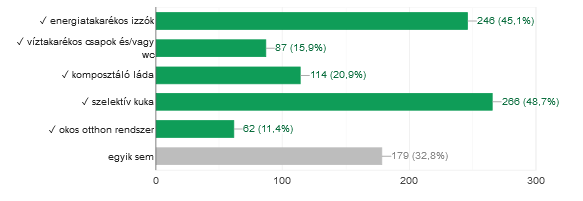 ✓ energiatakarékos izzók 246 (45,1%)
✓ víztakarékos csapok és/vagy
wc 87 (15,9%)
✓ komposztáló láda 114 (20,9%)
✓ szelektív kuka 266 (48,7%)
✓ okos otthon rendszer 62 (11,4%)
egyik sem 179 (32,8%)
0 100 200 300